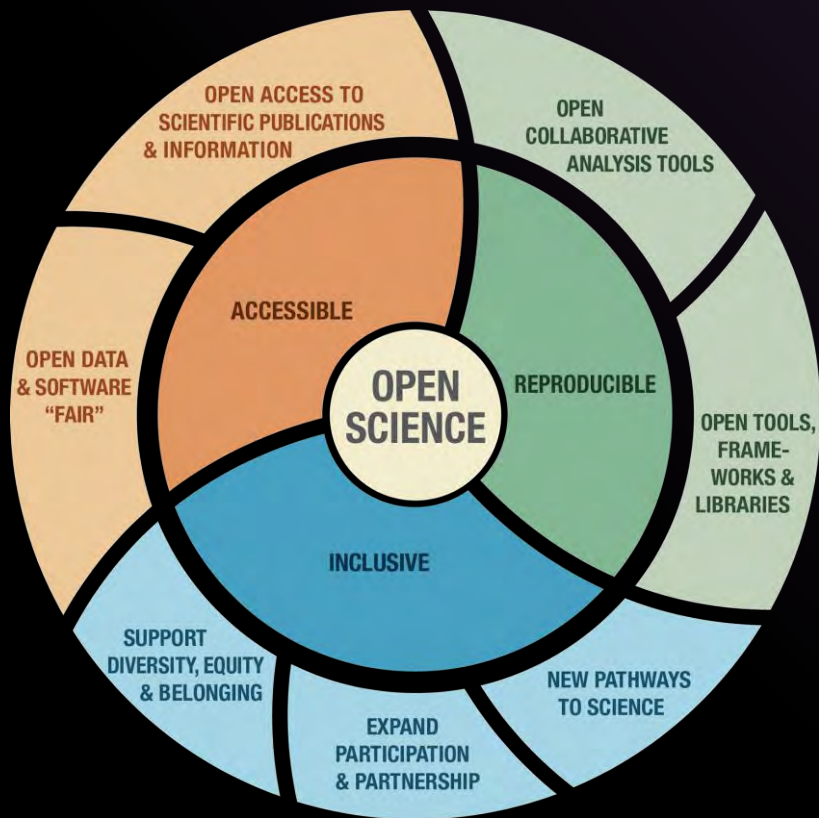 OPEN ACCESS TO
SCIENTIFIC PUBLICATIONS
& INFORMATION
OPEN
COLLABORATIVE
ANALYSIS TOOLS
ACCESSIBLE
OPEN DATA
& SOFTWARE
“FAIR”
OPEN
SCIENCE
REPRODUCIBLE
OPEN TOOLS,
FRAME-
WORKS &
LIBRARIES
INCLUSIVE
SUPPORT
DIVERSITY, EQUITY
& BELONGING
EXPAND
PARTICIPATION
& PARTNERSHIP
NEW PATHWAYS
TO SCIENCE